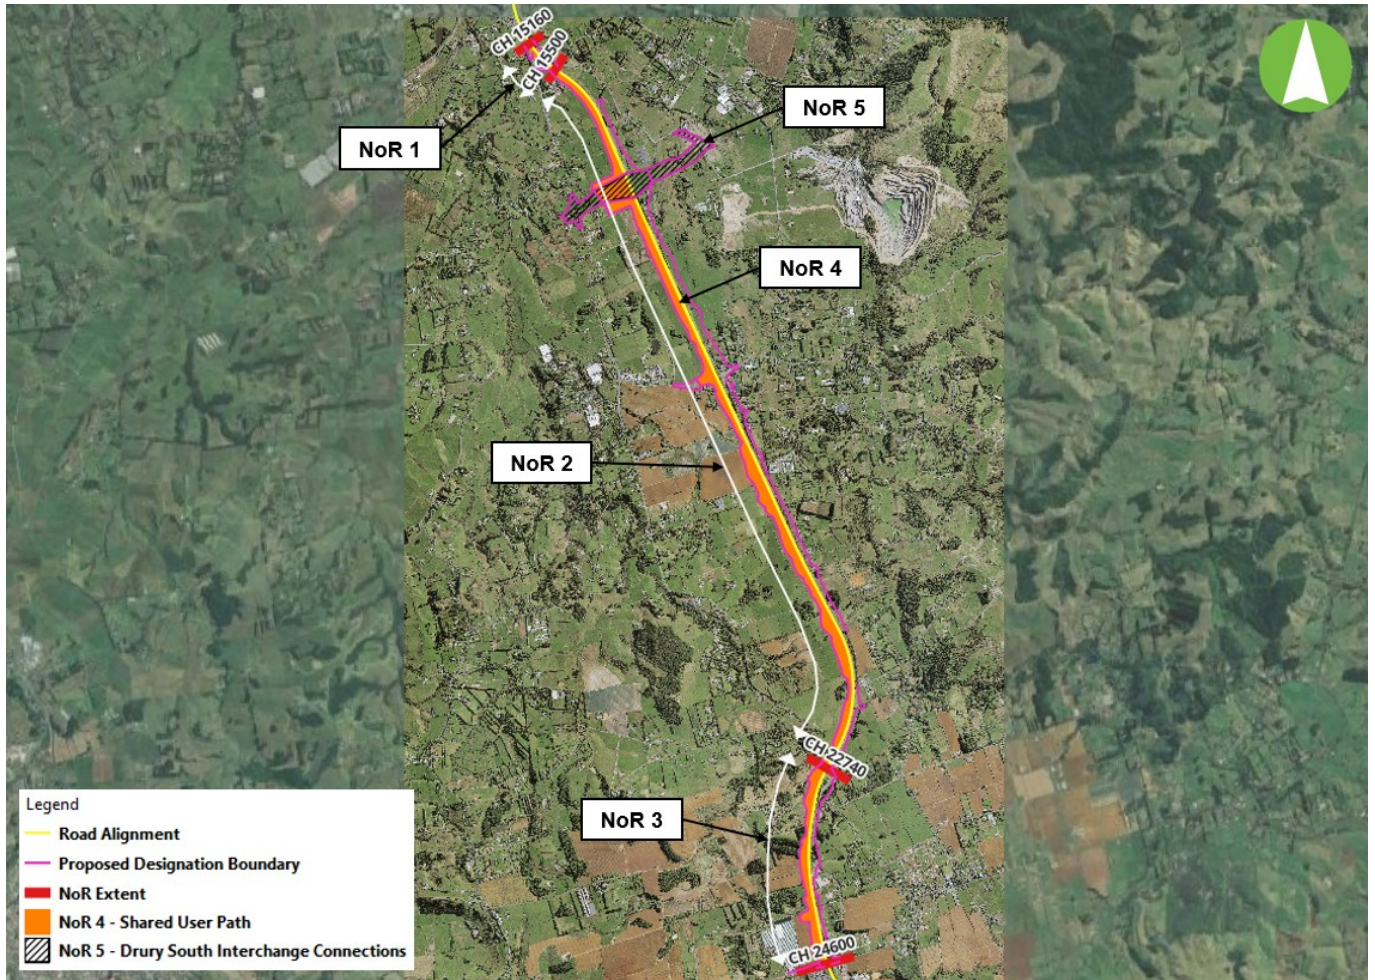 CH 15160
CH 15500
NoR 1
NoR 5
NoR 4
NoR 2
CH 22740
NoR 3
CH 24600
Legend
Road Alignment
Proposed Designation Boundary
NoR Extent
NoR 4 - Shared User Path
NoR 5 - Drury South Interchange Connections